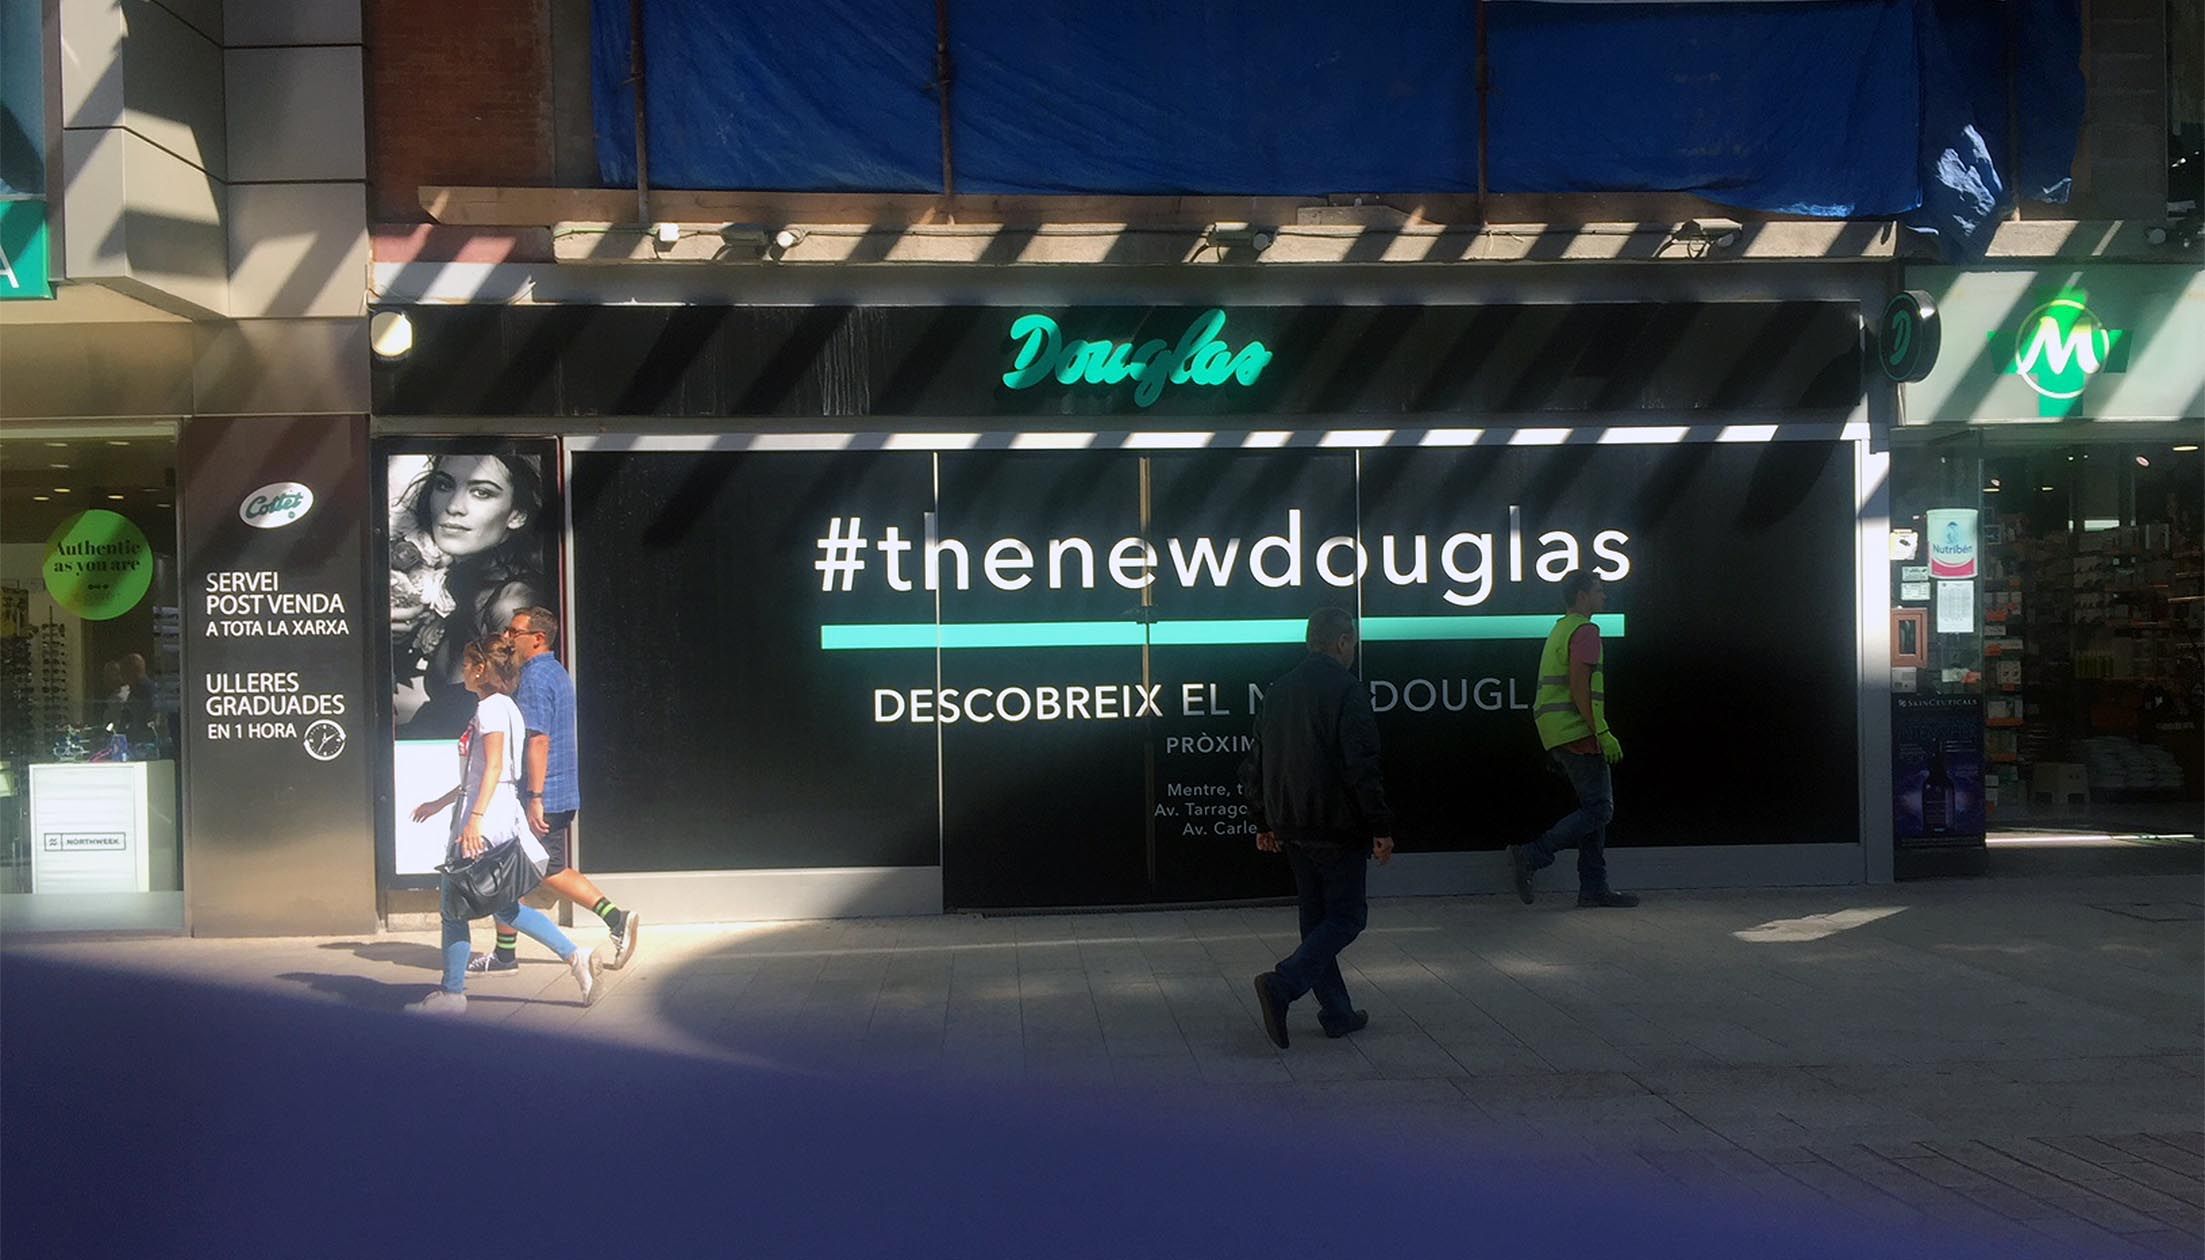 A
Douglas
D
M
Authentic
as you are
Cottet
SERVEI
POST VENDA
A TOTA LA XARXA
ULLERES
GRADUADES
EN 1 HORA
NORTHWEEK
#thenewdouglas
DESCOBREIX EL N DOUGL
PRÒXIM
Mentre, t
Av. Tarrago
Av. Carle
Nutribén
SKINCEUTICALS